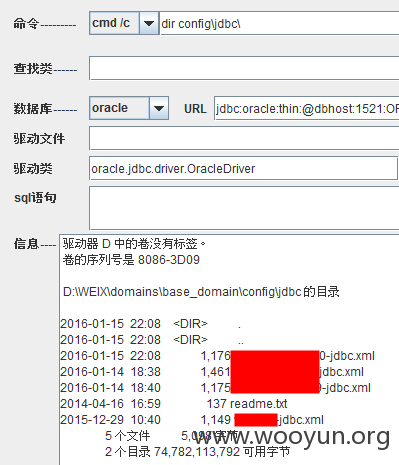 命令--------- cmd /c dir config\jdbc\
查找类------
数据库------ oracle URL jdbc:oracle:thin:@dbhost:1521:OF
驱动文件
驱动类 oracle.jdbc.driver.OracleDriver
sql语句
信息---- 驱动器 D 中的卷没有标签。
卷的序列号是 8086-3D09
D:\WEIX\domains\base_domain\config\jdbc 的目录
2016-01-15 22:08 <DIR> .
2016-01-15 22:08 <DIR> ..
2016-01-15 22:08 1,176 0-jdbc.xml
2016-01-14 18:38 1,461 jdbc.xml
2016-01-14 18:40 1,175 9-jdbc.xml
2014-04-16 16:59 137 readme.txt
2015-12-29 10:40 1,149 -jdbc.xml
5 个文件 5,098 字节
2 个目录 74,782,113,792 可用字节
www.wooyun.org